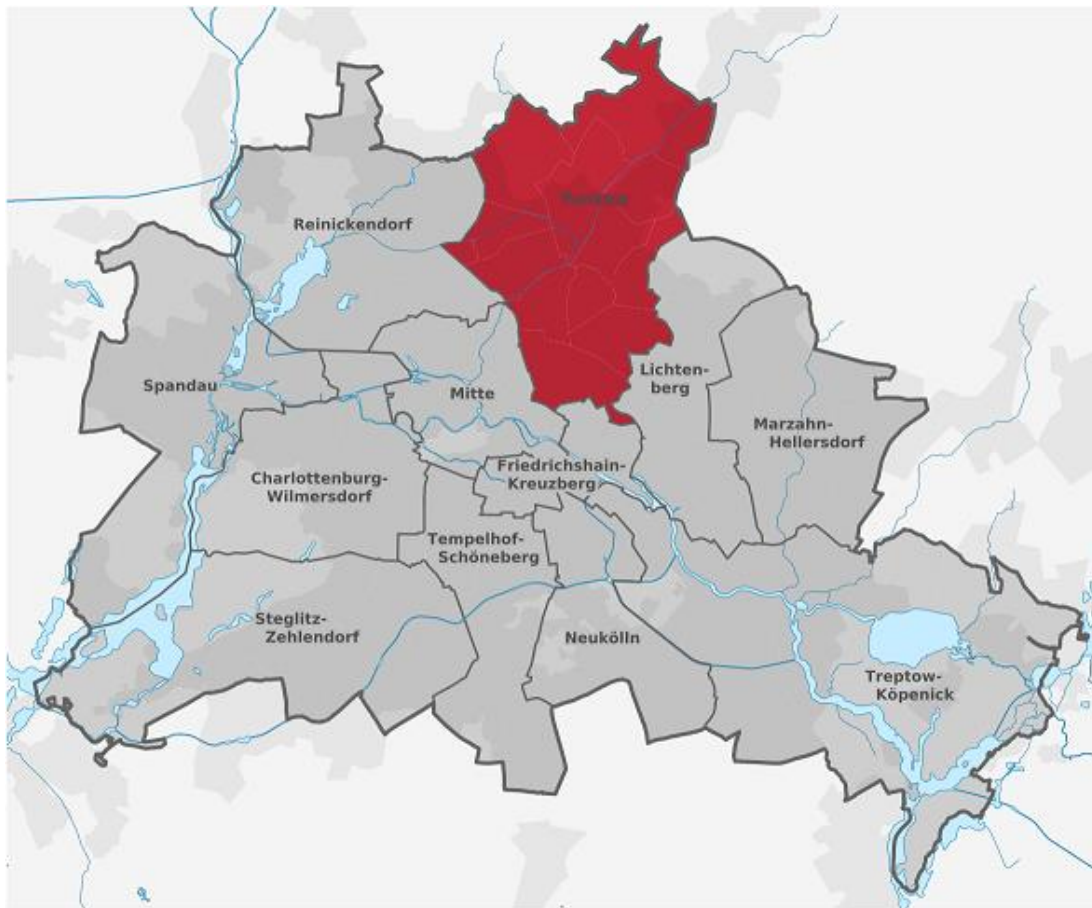 Pankow
Reinickendorf
Lichten-
berg
Spandau
Mitte
Marzahn-
Hellersdorf
Friedrichshain-
Kreuzberg
Charlottenburg-
Wilmersdorf
Tempelhof-
Schöneberg
Steglitz-
Zehlendorf
Neukölln
Treptow-
Köpenick